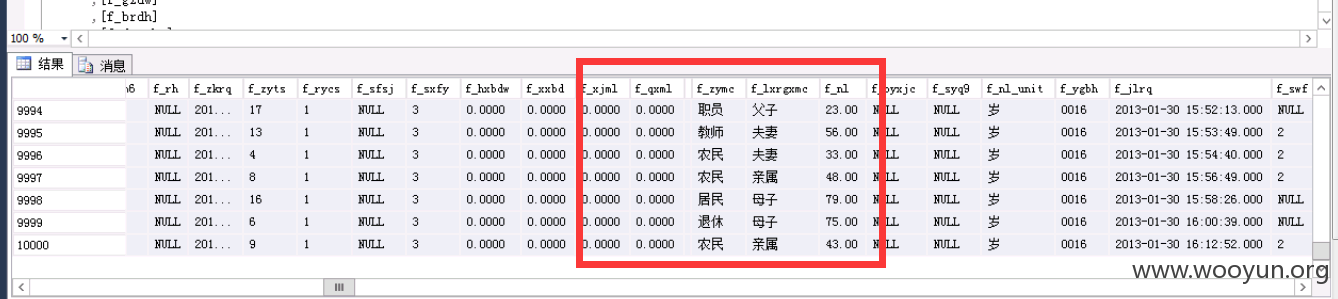 ,[f_gzdw]
,[f_brdh]
100 %
结果 消息
h6 f_rh f_zkrq f_zyts f_rycs f_sfsj f_sxfy f_hxbdw f_xxbd f_xjml f_qxml f_zymc f_lxrgxmc f_nl f_byxjc f_syq9 f_nl_unit f_ygbh f_jlrq f_swf
9994 NULL 201... 17 1 NULL 3 0.0000 0.0000 0.0000 0.0000 职员 父子 23.00 NULL NULL 岁 0016 2013-01-30 15:52:13.000 NULL
9995 NULL 201... 13 1 NULL 3 0.0000 0.0000 0.0000 0.0000 教师 夫妻 56.00 NULL NULL 岁 0016 2013-01-30 15:53:49.000 2
9996 NULL 201... 4 1 NULL 3 0.0000 0.0000 0.0000 0.0000 农民 夫妻 33.00 NULL NULL 岁 0016 2013-01-30 15:54:40.000 2
9997 NULL 201... 8 1 NULL 3 0.0000 0.0000 0.0000 0.0000 农民 亲属 48.00 NULL NULL 岁 0016 2013-01-30 15:56:49.000 2
9998 NULL 201... 16 1 NULL 3 0.0000 0.0000 0.0000 0.0000 居民 母子 79.00 NULL NULL 岁 0016 2013-01-30 15:58:26.000 NULL
9999 NULL 201... 6 1 NULL 3 0.0000 0.0000 0.0000 0.0000 退休 母子 75.00 NULL NULL 岁 0016 2013-01-30 16:00:39.000 NULL
10000 NULL 201... 9 1 NULL 3 0.0000 0.0000 0.0000 0.0000 农民 亲属 43.00 NULL NULL 岁 0016 2013-01-30 16:12:52.000 2
www.wooyun.org